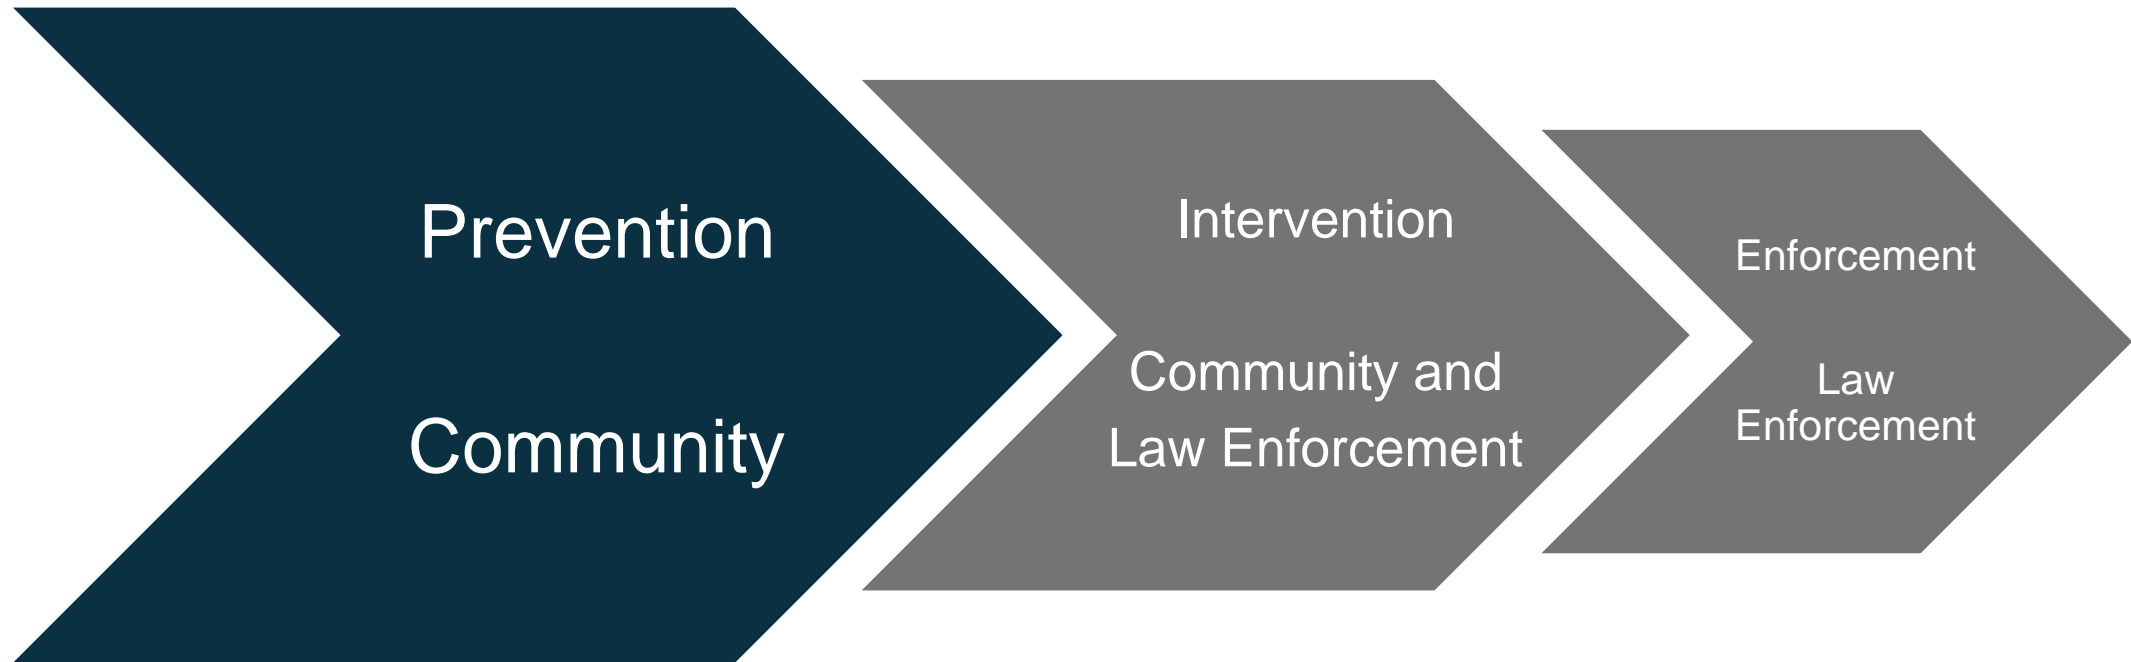 Prevention
Community
Intervention
Community and
Law Enforcement
Enforcement
Law
Enforcement